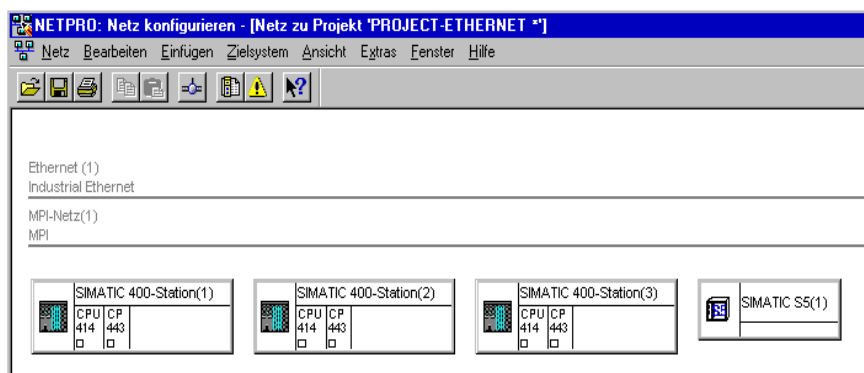 NETPRO: Netz konfigurieren - [Netz zu Projekt 'PROJECT-ETHERNET *']
Netz Bearbeiten Einfügen Zielsystem Ansicht Extras Fenster Hilfe
Ethernet (1)
Industrial Ethernet
MPI-Netz(1)
MPI
SIMATIC 400-Station(1)
CPU CP
414 443
SIMATIC 400-Station(2)
CPU CP
414 443
SIMATIC 400-Station(3)
CPU CP
414 443
SIMATIC S5(1)